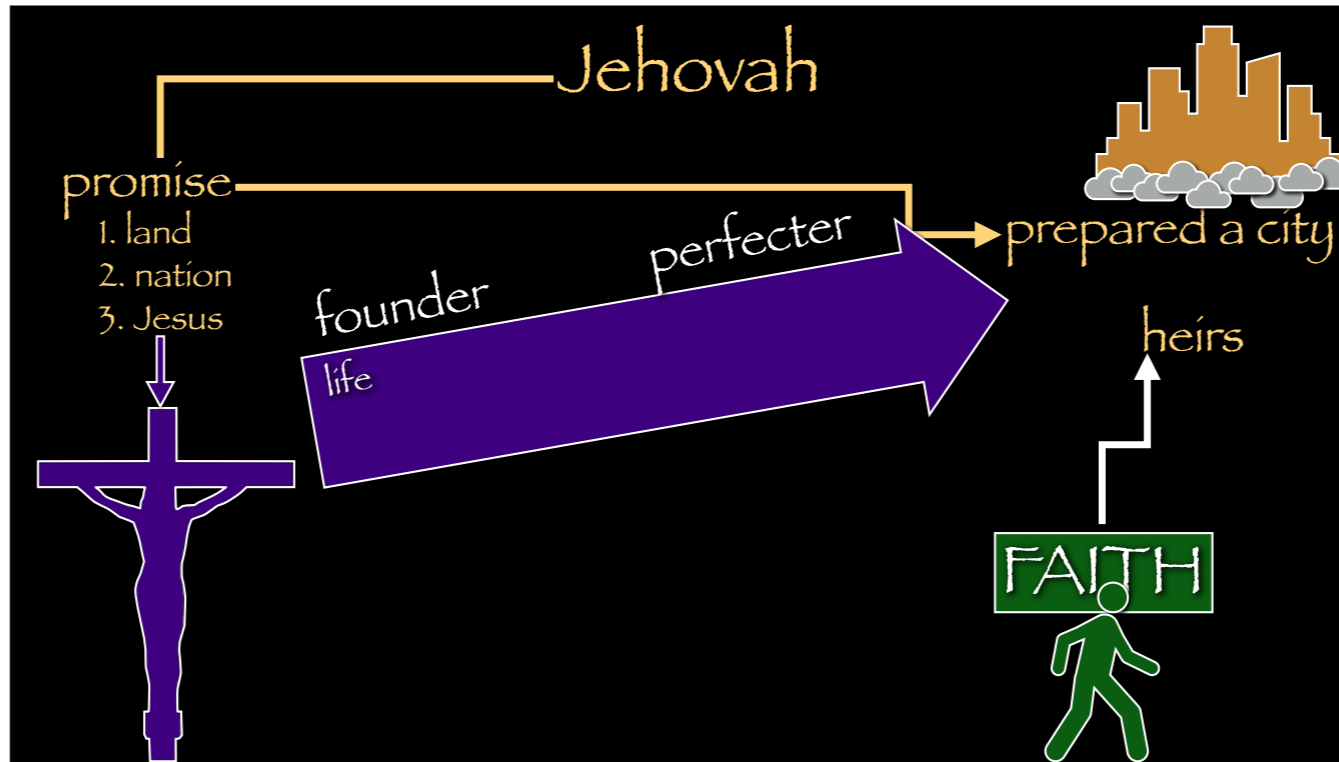 Jehovah
promise
1. land
2. nation
3. Jesus
founder
perfecter
life
prepared a city
heirs
FAITH